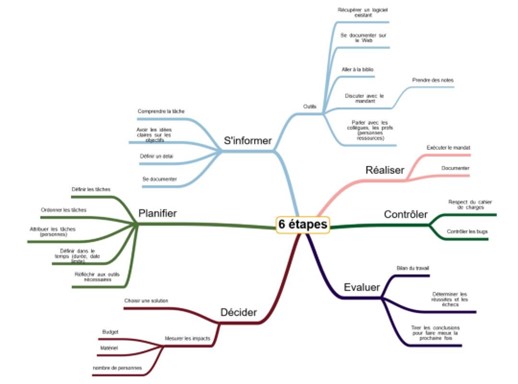 6 étapes
S'informer
Comprendre la tâche
Avoir les idées
claires sur les
objectifs
Définir un délai
Se documenter
Outils
Récupérer un logiciel
existant
Se documenter sur
le Web
Aller à la biblio
Discuter avec le
mandant
Prendre des notes
Parler avec les
collegues, les profs
(personnes
ressources)
Planifier
Définir les tâches
Ordonner les tâches
Attribuer les tâches
(personnes)
Définir dans le
temps (durée, date
limite)
Réfléchir aux outils
nécessaires
Décider
Choisir une solution
Mesurer les impacts
Budget
Matériel
nombre de personnes
Réaliser
Exécuter le mandat
Documenter
Contrôler
Respect du cahier
de charges
Contrôler les bugs
Evaluer
Bilan du travail
Déterminer les
réussites et les
échecs
Tirer les conclusions
pour faire mieux la
prochaine fois